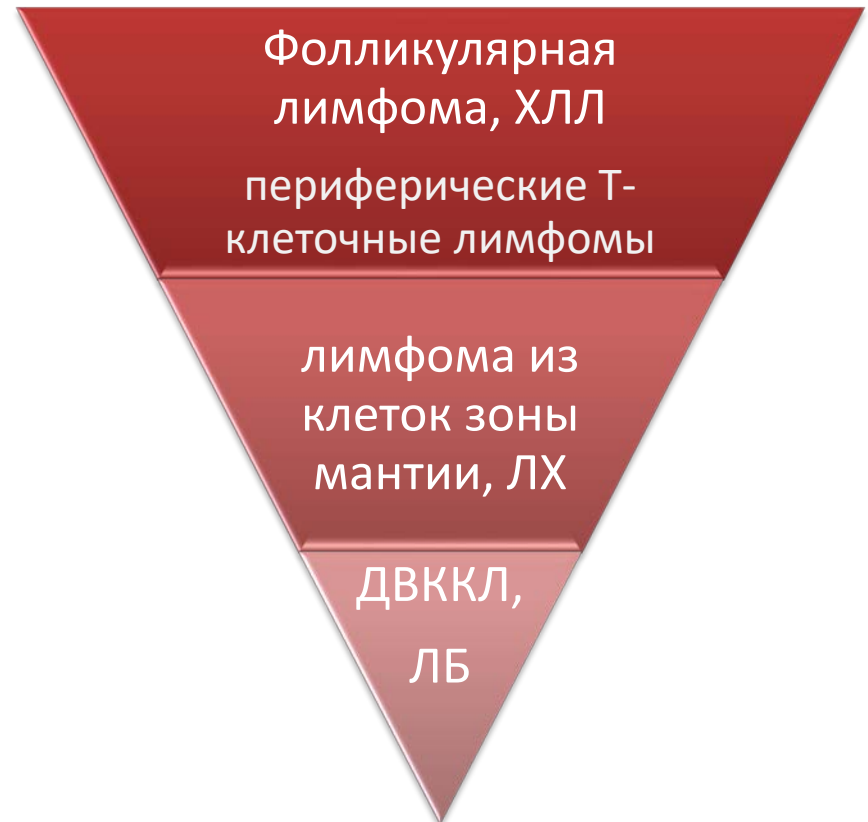 Фолликулярная
лимфома, ХЛЛ
периферические Т-
клеточные лимфомы
лимфома из
клеток зоны
мантии, ЛХ
ДВККЛ,
ЛБ